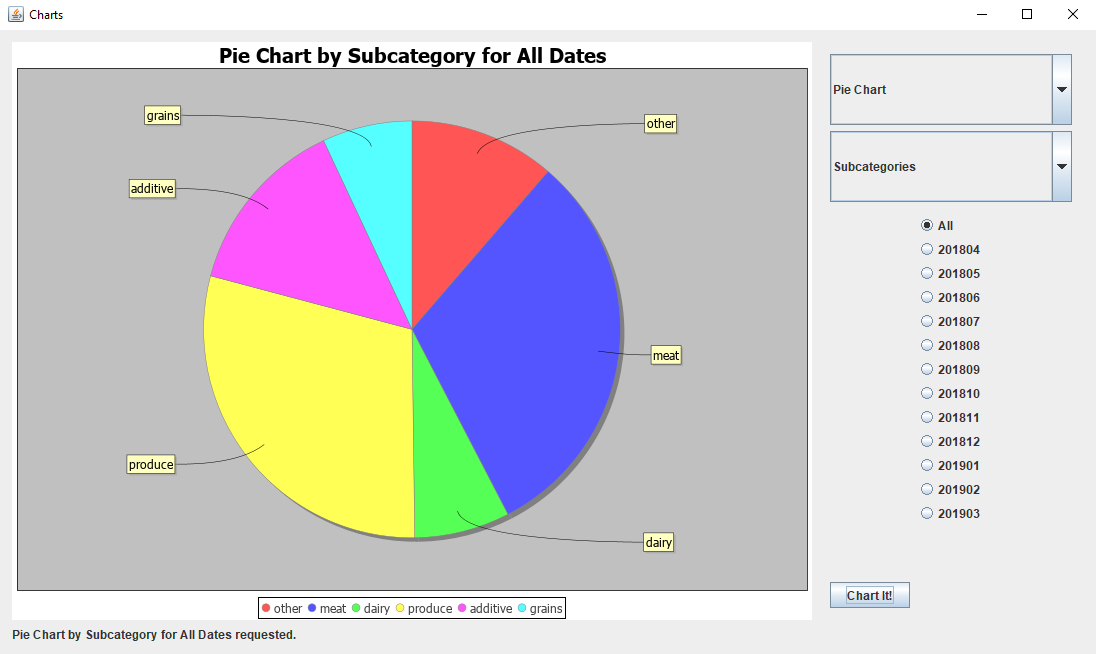 Charts
Pie Chart by Subcategory for All Dates
grains
other
additive
meat
produce
dairy
other meat dairy produce additive grains
Pie Chart by Subcategory for All Dates requested.
Pie Chart
Subcategories
All
201804
201805
201806
201807
201808
201809
201810
201811
201812
201901
201902
201903
Chart It!